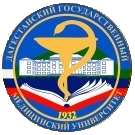 ДАГЕСТАНСКИЙ ГОСУДАРСТВЕННЫЙ
МЕДИЦИНСКИЙ УНИВЕРСИТЕТ
1932